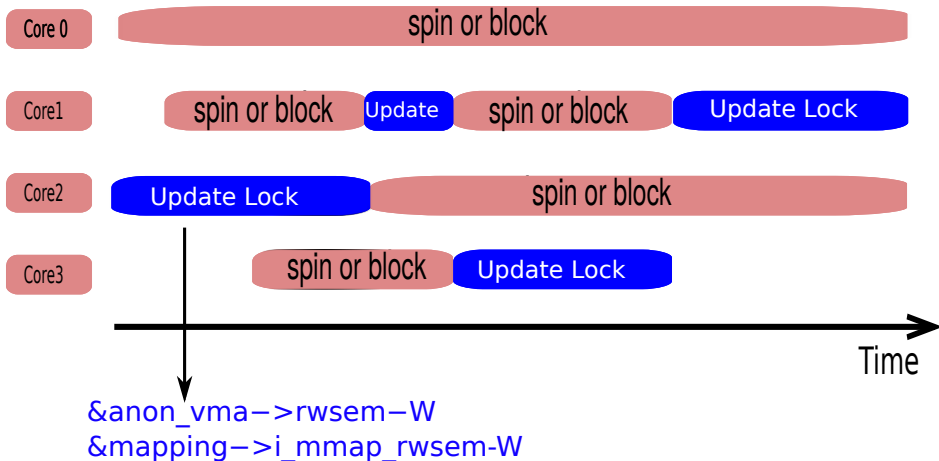 Core 0
spin or block
Core1
spin or block
Update
spin or block
Update Lock
Core2
Update Lock
spin or block
Core3
spin or block
Update Lock
Time
&anon_vma−>rwsem−W
&mapping−>i_mmap_rwsem-W